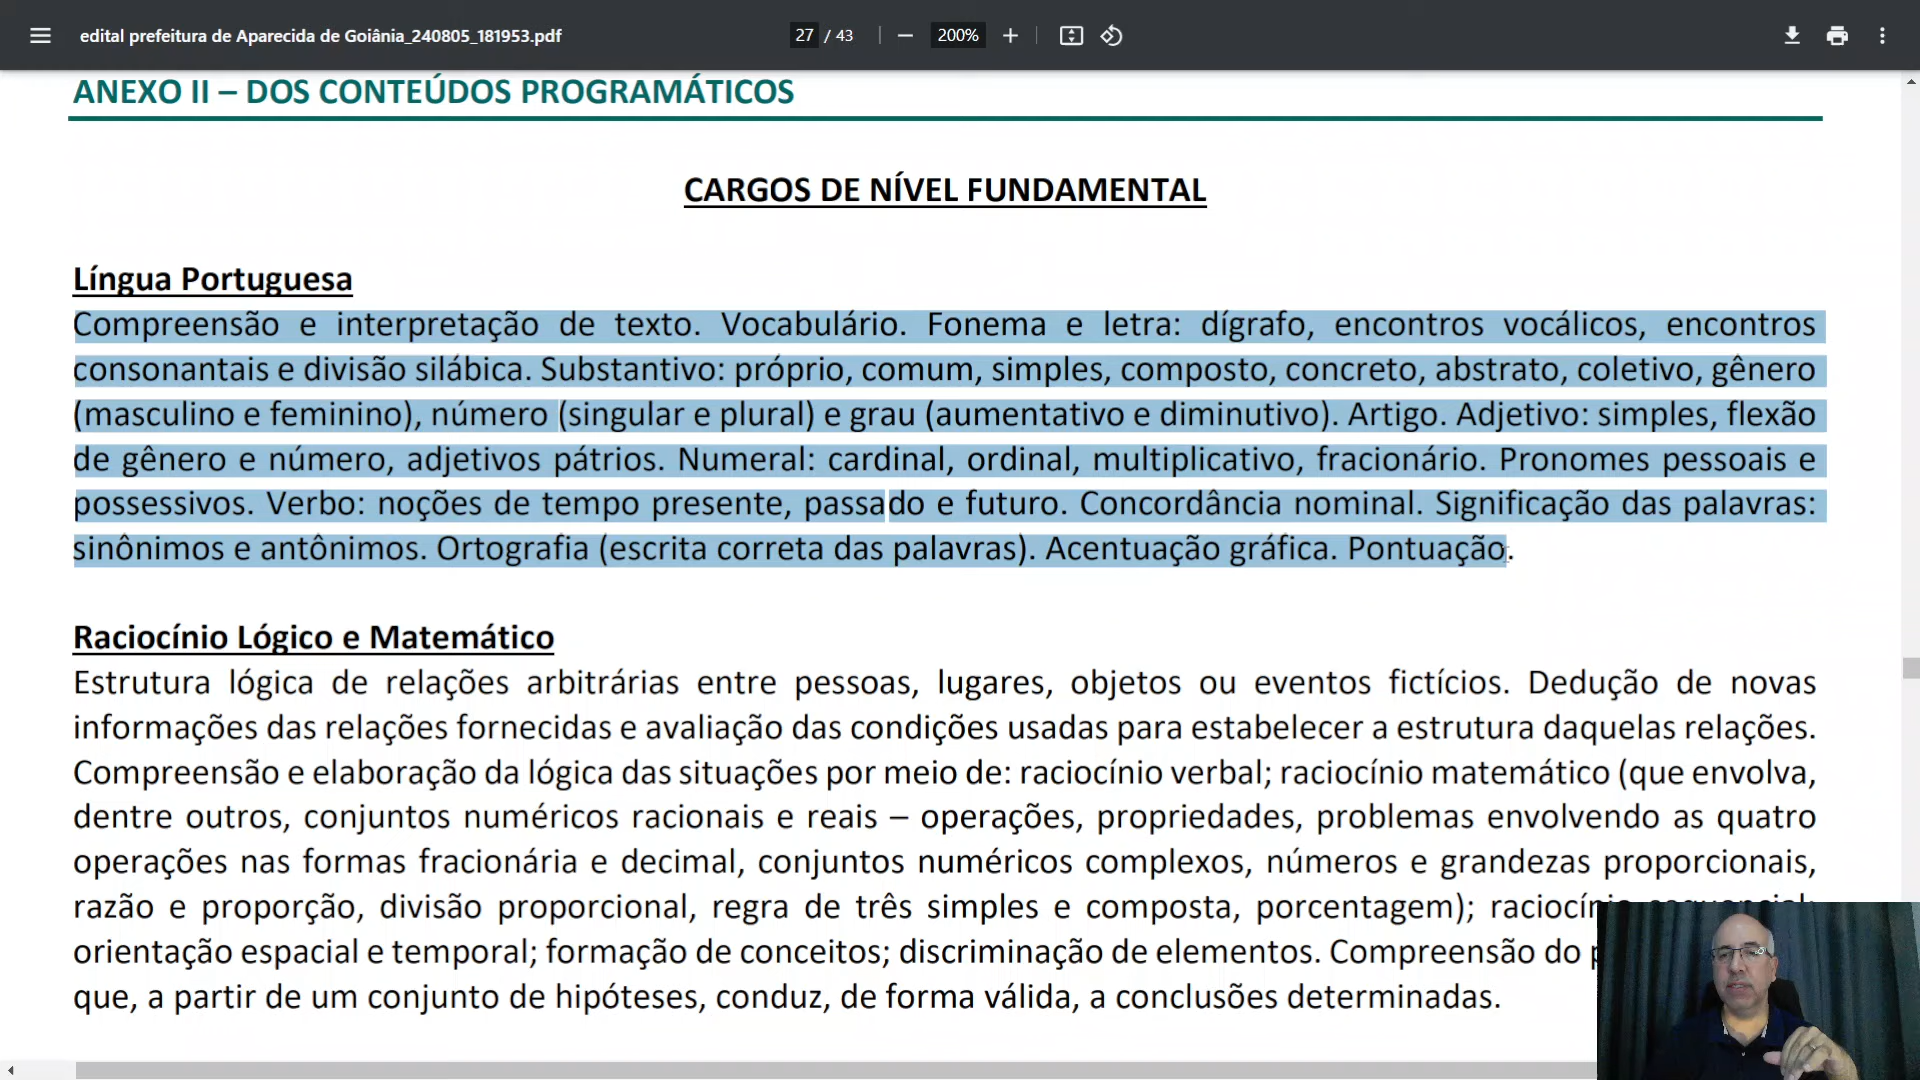 edital prefeitura de Aparecida de Goiânia_240805_181953.pdf
27 / 43
200%
ANEXO II – DOS CONTEÚDOS PROGRAMÁTICOS
CARGOS DE NÍVEL FUNDAMENTAL
Língua Portuguesa
Compreensão e interpretação de texto. Vocabulário. Fonema e letra: dígrafo, encontros vocálicos, encontros
consonantais e divisão silábica. Substantivo: próprio, comum, simples, composto, concreto, abstrato, coletivo, gênero
(masculino e feminino), número (singular e plural) e grau (aumentativo e diminutivo). Artigo. Adjetivo: simples, flexão
de gênero e número, adjetivos pátrios. Numeral: cardinal, ordinal, multiplicativo, fracionário. Pronomes pessoais e
possessivos. Verbo: noções de tempo presente, passado e futuro. Concordância nominal. Significação das palavras:
sinônimos e antônimos. Ortografia (escrita correta das palavras). Acentuação gráfica. Pontuação.
Raciocínio Lógico e Matemático
Estrutura lógica de relações arbitrárias entre pessoas, lugares, objetos ou eventos fictícios. Dedução de novas
informações das relações fornecidas e avaliação das condições usadas para estabelecer a estrutura daquelas relações.
Compreensão e elaboração da lógica das situações por meio de: raciocínio verbal; raciocínio matemático (que envolva,
dentre outros, conjuntos numéricos racionais e reais – operações, propriedades, problemas envolvendo as quatro
operações nas formas fracionária e decimal, conjuntos numéricos complexos, números e grandezas proporcionais,
razão e proporção, divisão proporcional, regra de três simples e composta, porcentagem);
orientação espacial e temporal; formação de conceitos; discriminação de elementos. Compreensão do
que, a partir de um conjunto de hipóteses, conduz, de forma válida, a conclusões determinadas.